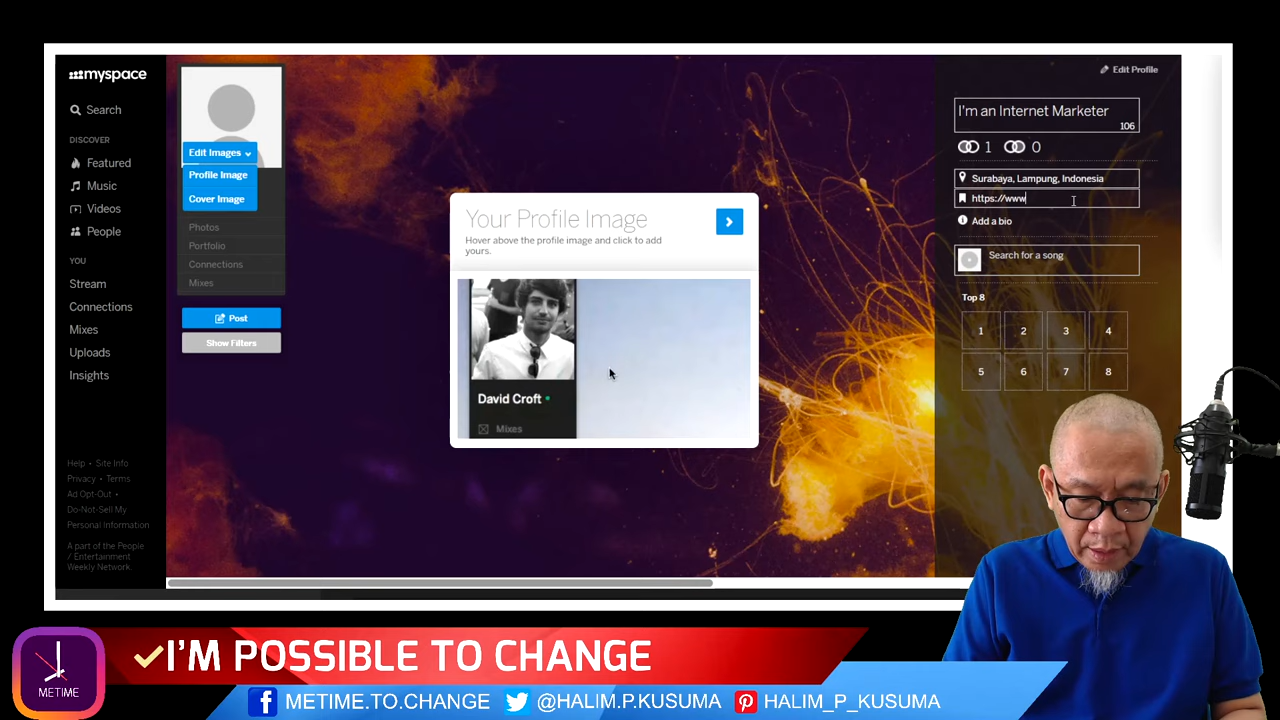 myspace
Search
DISCOVER
Featured
Music
Videos
People
YOU
Stream
Connections
Mixes
Uploads
Insights
Help • Site Info
Privacy • Terms
Ad Opt-Out •
Do-Not-Sell My
Personal Information
A part of the People
/ Entertainment
Weekly Network.
Edit Images
Profile Image
Cover Image
Photos
Portfolio
Connections
Mixes
Post
Show Filters
Your Profile Image
Hover above the profile image and click to add
yours.
David Croft
Mixes
Edit Profile
I'm an Internet Marketer
106
1 0
Surabaya, Lampung, Indonesia
https://www
Add a bio
Search for a song
Top 8
1 2 3 4
5 6 7 8
METIME
I'M POSSIBLE TO CHANGE
METIME.TO.CHANGE @HALIM.P.KUSUMA HALIM_P_KUSUMA